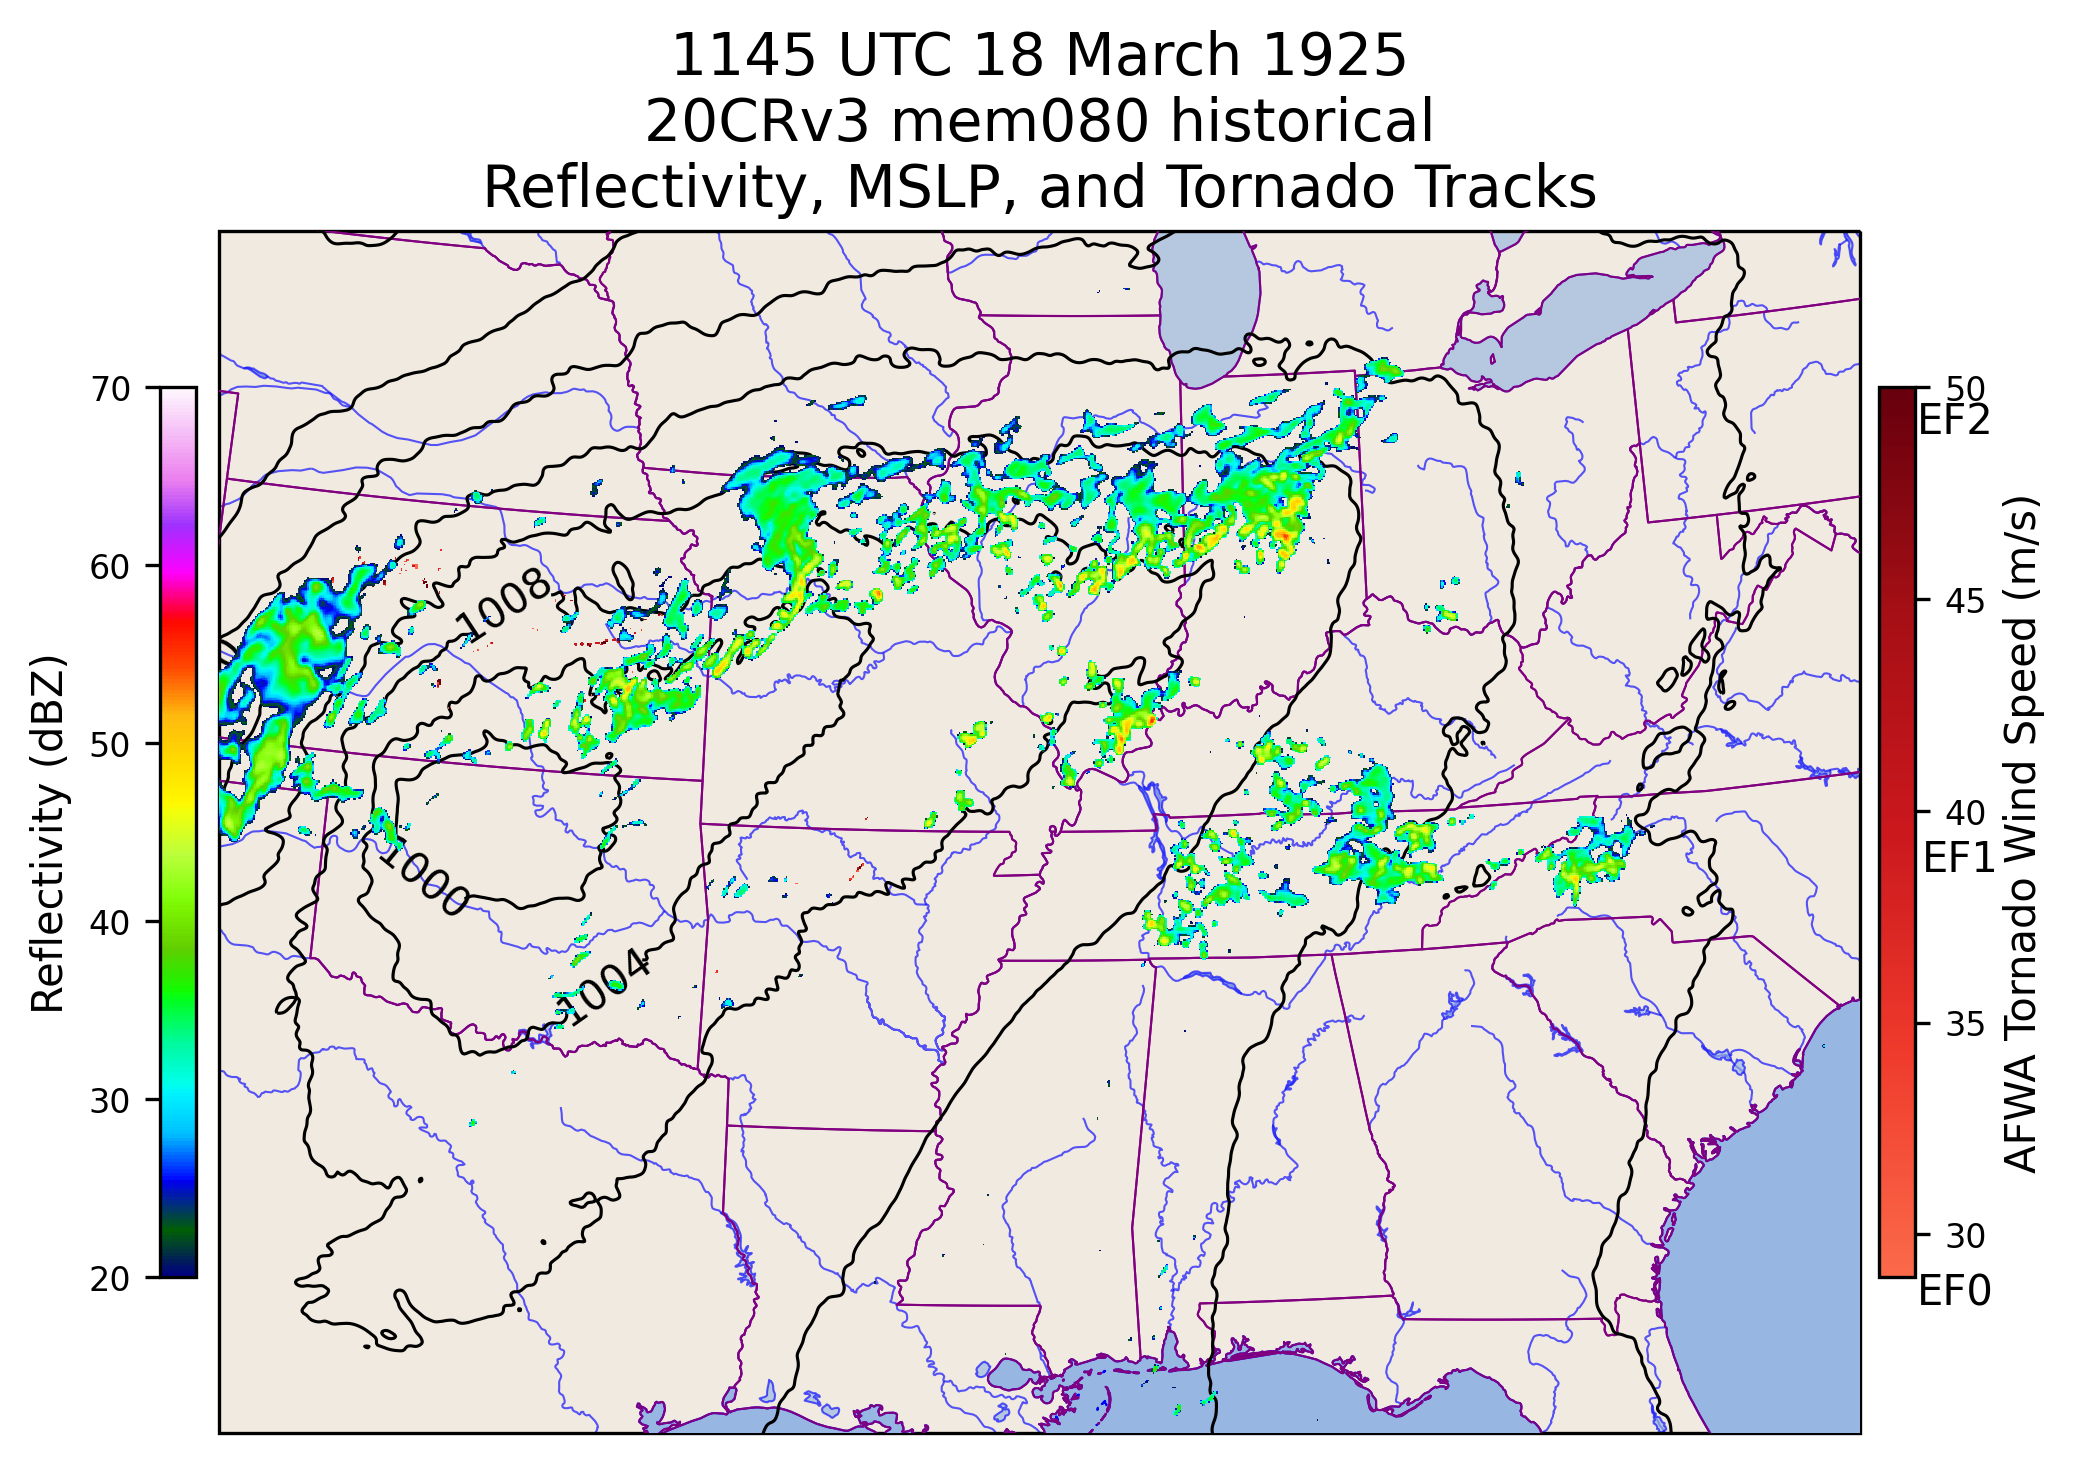 1145 UTC 18 March 1925
20CRv3 mem080 historical
Reflectivity, MSLP, and Tornado Tracks
70
60
50
40
30
20
Reflectivity (dBZ)
1008
1000
1004
50
EF2
45
40
EF1
35
30
EF0
AFWA Tornado Wind Speed (m/s)